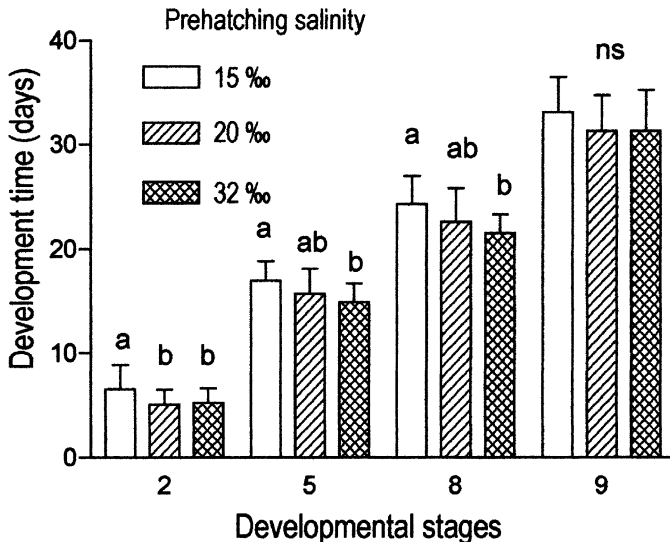 Prehatching salinity
15 ‰
20 ‰
32 ‰
Development time (days)
40
30
20
10
0
a b b
a ab b
a ab b
ns
2 5 8 9
Developmental stages